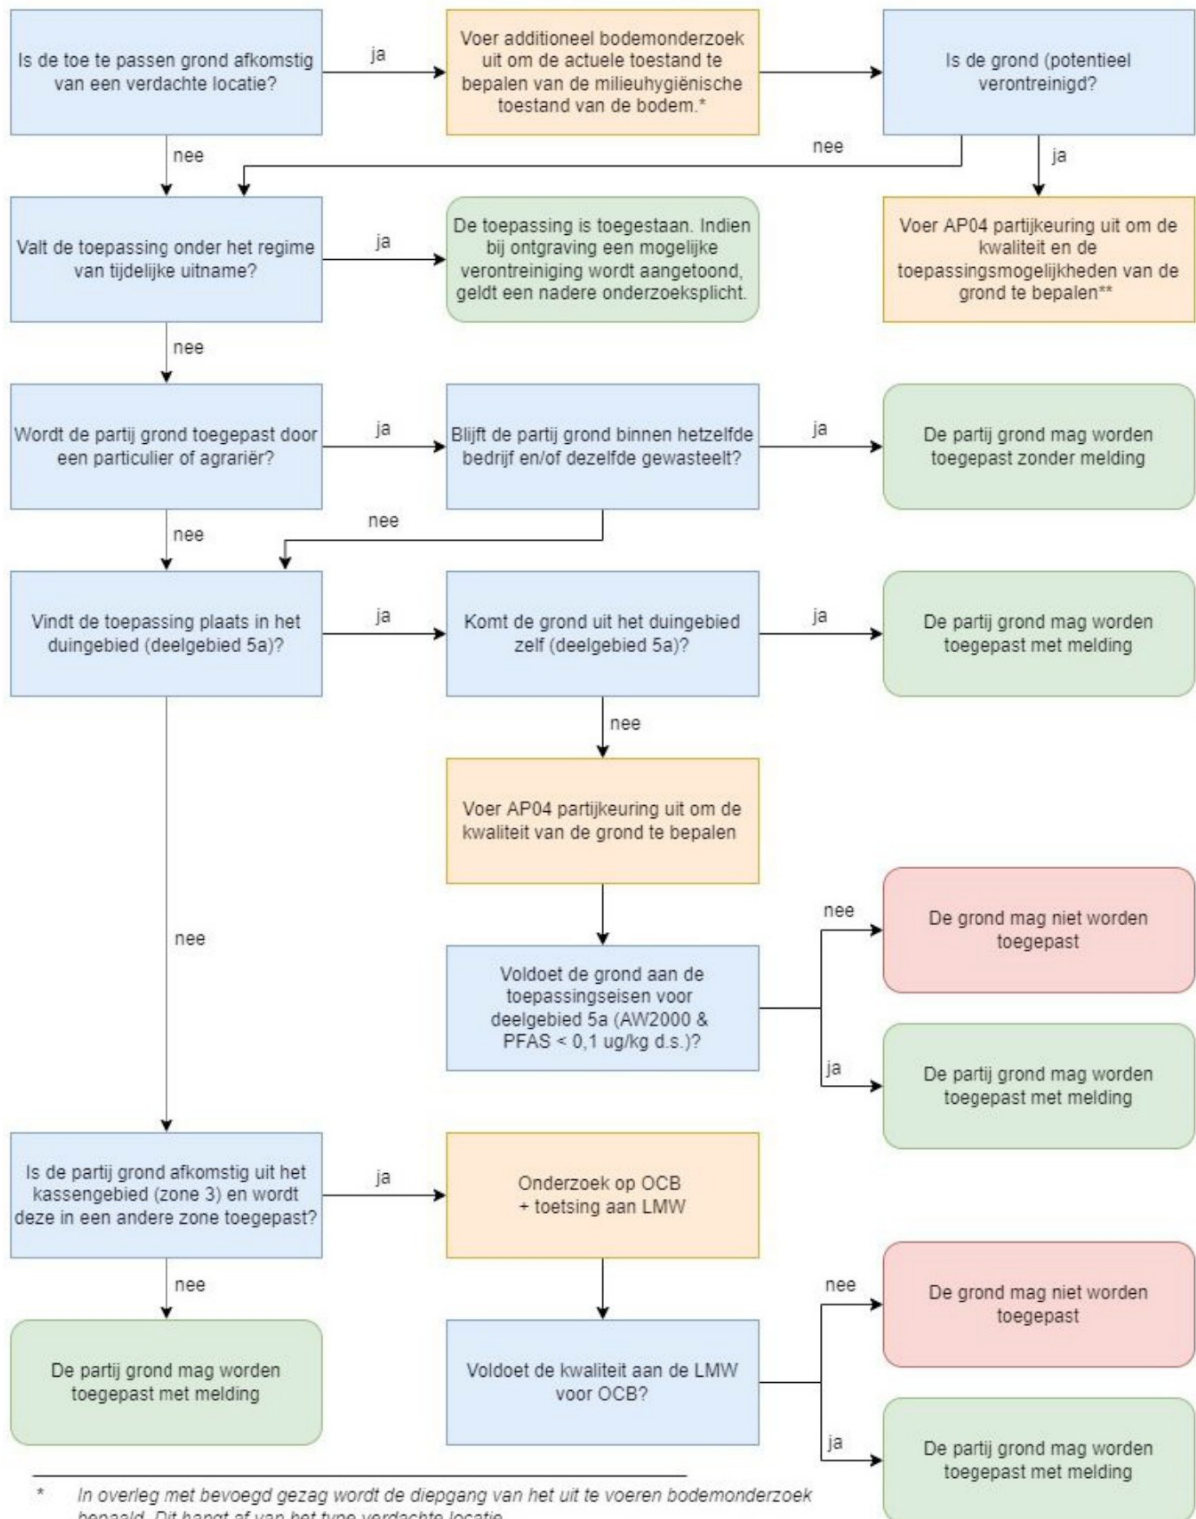 Is de toe te passen grond afkomstig
van een verdachte locatie?
ja
Voer additioneel bodemonderzoek
uit om de actuele toestand te
bepalen van de milieuhygiënische
toestand van de bodem.*
Is de grond (potentieel
verontreinigd?
nee
nee
ja
Valt de toepassing onder het regime
van tijdelijke uitname?
ja
De toepassing is toegestaan. Indien
bij ontgraving een mogelijke
verontreiniging wordt aangetoond,
geldt een nadere onderzoeksplicht.
Voer AP04 partijkeuring uit om de
kwaliteit en de
toepassingsmogelijkheden van de
grond te bepalen**
nee
Wordt de partij grond toegepast door
een particulier of agrariër?
ja
Blijft de partij grond binnen hetzelfde
bedrijf en/of dezelfde gewasteelt?
ja
De partij grond mag worden
toegepast zonder melding
nee
nee
Vindt de toepassing plaats in het
duingebied (deelgebied 5a)?
ja
Komt de grond uit het duingebied
zelf (deelgebied 5a)?
ja
De partij grond mag worden
toegepast met melding
nee
Voer AP04 partijkeuring uit om de
kwaliteit van de grond te bepalen
nee
Voldoet de grond aan de
toepassingseisen voor
deelgebied 5a (AW2000 &
PFAS < 0,1 ug/kg d.s.)?
nee
De grond mag niet worden
toegepast
ja
De partij grond mag worden
toegepast met melding
Is de partij grond afkomstig uit het
kassengebied (zone 3) en wordt
deze in een andere zone toegepast?
ja
Onderzoek op OCB
+ toetsing aan LMW
nee
De partij grond mag worden
toegepast met melding
Voldoet de kwaliteit aan de LMW
voor OCB?
nee
De grond mag niet worden
toegepast
ja
De partij grond mag worden
toegepast met melding
* In overleg met bevoegd gezag wordt de diepgang van het uit te voeren bodemonderzoek
bepaald. Dit hangt af van het type verdachte locatie